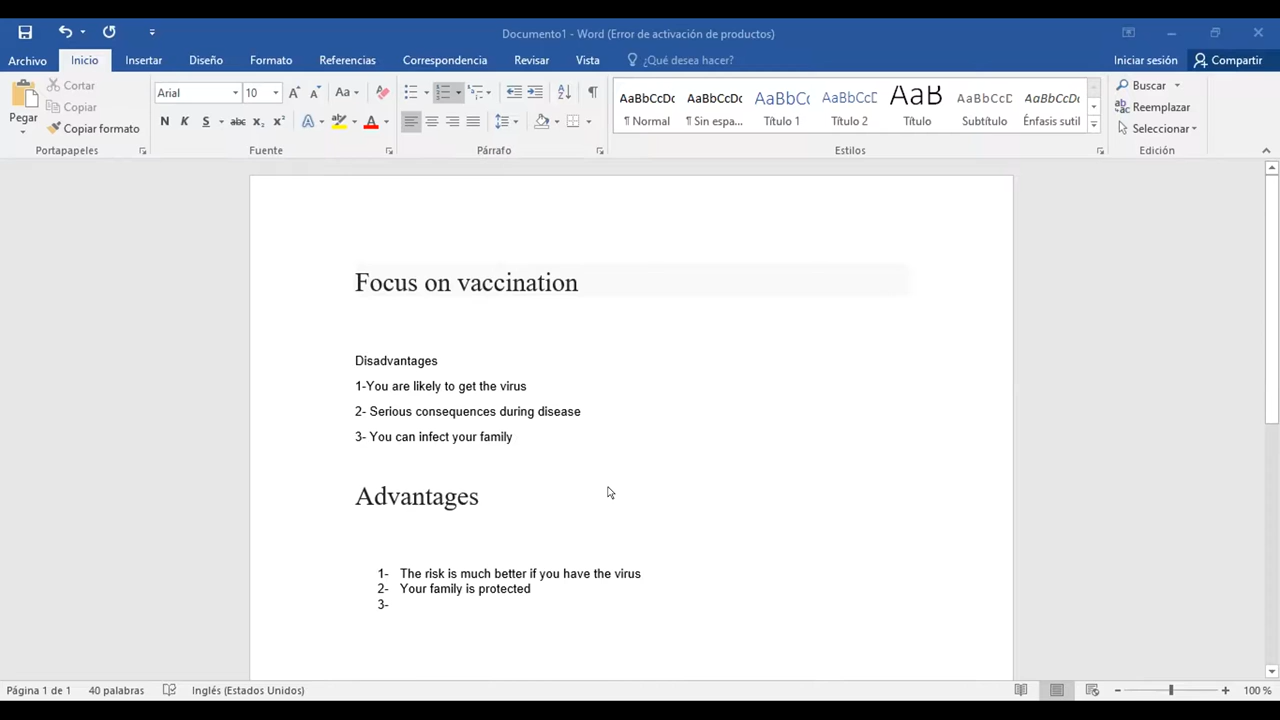 Documento1 - Word (Error de activación de productos)
Archivo Inicio Insertar Diseño Formato Referencias Correspondencia Revisar Vista ¿Qué desea hacer? Iniciar sesión Compartir
Pegar
Cortar
Copiar
Copiar formato
Portapapeles
Arial 10 Aa
N K S abc x₂ x² A A
Fuente
Párrafo
AaBbCcDc AaBbCcDc AaBbCc AaBbCcD AaB AaBbCcD AaBbCcDc
¶ Normal ¶ Sin espa... Título 1 Título 2 Título Subtítulo Énfasis sutil
Estilos
Buscar
Reemplazar
Seleccionar
Edición
Focus on vaccination
Disadvantages
1-You are likely to get the virus
2- Serious consequences during disease
3- You can infect your family
Advantages
1- The risk is much better if you have the virus
2- Your family is protected
3-
Página 1 de 1 40 palabras Inglés (Estados Unidos) 100 %